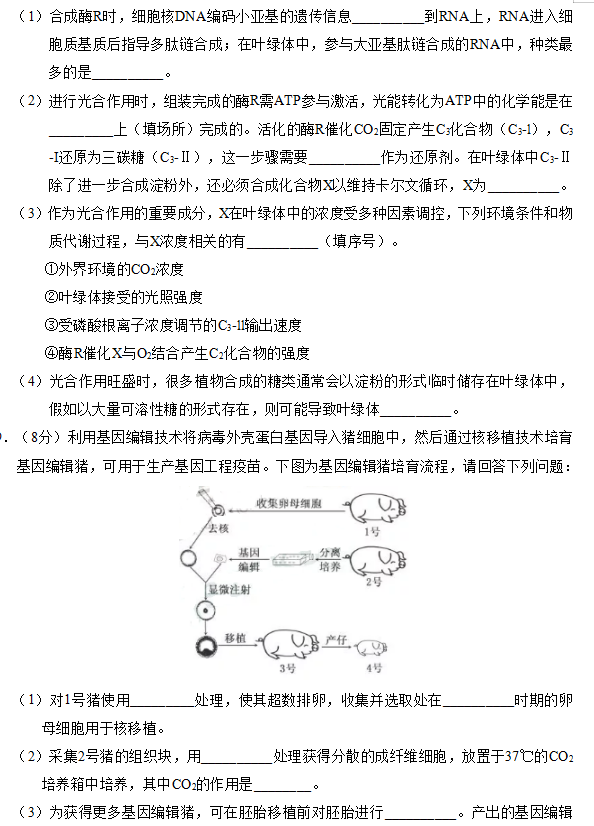 （1）合成酶R时，细胞核DNA编码小亚基的遗传信息__________到RNA上，RNA进入细
胞质基质后指导多肽链合成；在叶绿体中，参与大亚基肽链合成的RNA中，种类最
多的是__________。
（2）进行光合作用时，组装完成的酶R需ATP参与激活，光能转化为ATP中的化学能是在
_________上（填场所）完成的。活化的酶R催化CO2固定产生C3化合物（C3-l），C3
-I还原为三碳糖（C3-Ⅱ），这一步骤需要__________作为还原剂。在叶绿体中C3-Ⅱ
除了进一步合成淀粉外，还必须合成化合物X以维持卡尔文循环，X为__________。
（3）作为光合作用的重要成分，X在叶绿体中的浓度受多种因素调控，下列环境条件和物
质代谢过程，与X浓度相关的有__________（填序号）。
①外界环境的CO2浓度
②叶绿体接受的光照强度
③受磷酸根离子浓度调节的C3-ll输出速度
④酶R催化X与O2结合产生C2化合物的强度
（4）光合作用旺盛时，很多植物合成的糖类通常会以淀粉的形式临时储存在叶绿体中，
假如以大量可溶性糖的形式存在，则可能导致叶绿体__________。
．（8分）利用基因编辑技术将病毒外壳蛋白基因导入猪细胞中，然后通过核移植技术培育
基因编辑猪，可用于生产基因工程疫苗。下图为基因编辑猪培育流程，请回答下列问题：
收集卵母细胞
1号
去核
基因
编辑
分离
培养
2号
显微注射
移植
产仔
3号
4号
（1）对1号猪使用_________处理，使其超数排卵，收集并选取处在__________时期的卵
母细胞用于核移植。
（2）采集2号猪的组织块，用__________处理获得分散的成纤维细胞，放置于37℃的CO2
培养箱中培养，其中CO2的作用是________。
（3）为获得更多基因编辑猪，可在胚胎移植前对胚胎进行__________。产出的基因编辑